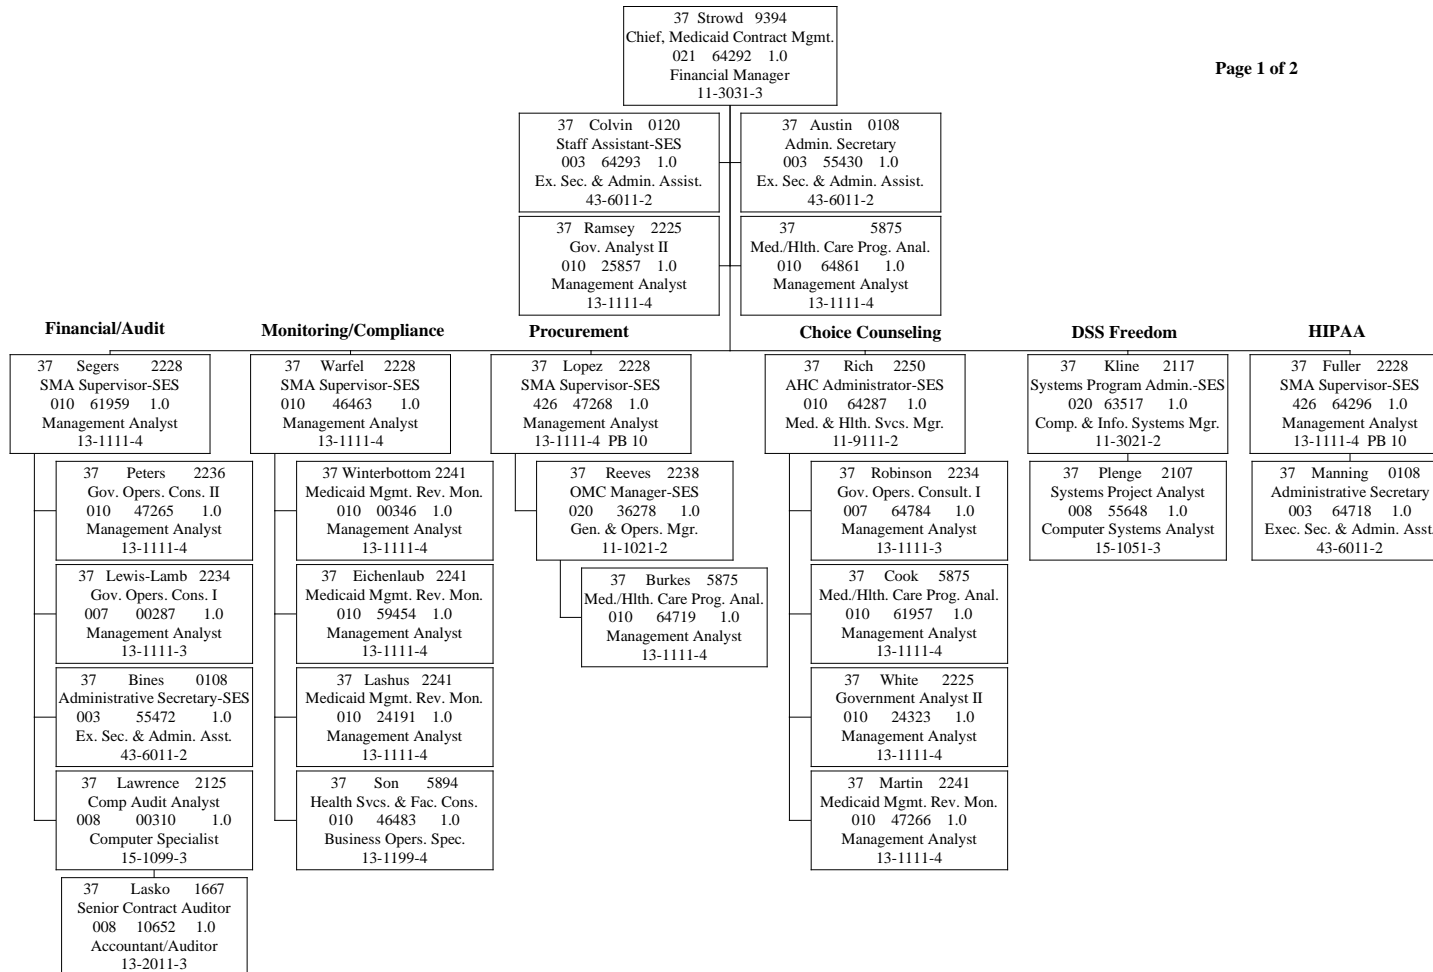 37 Strowd 9394
Chief, Medicaid Contract Mgmt.
021 64292 1.0
Financial Manager
11-3031-3
Page 1 of 2
37 Colvin 0120
Staff Assistant-SES
003 64293 1.0
Ex. Sec. & Admin. Assist.
43-6011-2
37 Austin 0108
Admin. Secretary
003 55430 1.0
Ex. Sec. & Admin. Assist.
43-6011-2
37 Ramsey 2225
Gov. Analyst II
010 25857 1.0
Management Analyst
13-1111-4
37 5875
Med./Hlth. Care Prog. Anal.
010 64861 1.0
Management Analyst
13-1111-4
Financial/Audit
37 Segers 2228
SMA Supervisor-SES
010 61959 1.0
Management Analyst
13-1111-4
37 Peters 2236
Gov. Opers. Cons. II
010 47265 1.0
Management Analyst
13-1111-4
37 Lewis-Lamb 2234
Gov. Opers. Cons. I
007 00287 1.0
Management Analyst
13-1111-3
37 Bines 0108
Administrative Secretary-SES
003 55472 1.0
Ex. Sec. & Admin. Asst.
43-6011-2
37 Lawrence 2125
Comp Audit Analyst
008 00310 1.0
Computer Specialist
15-1099-3
37 Lasko 1667
Senior Contract Auditor
008 10652 1.0
Accountant/Auditor
13-2011-3
Monitoring/Compliance
37 Warfel 2228
SMA Supervisor-SES
010 46463 1.0
Management Analyst
13-1111-4
37 Winterbottom 2241
Medicaid Mgmt. Rev. Mon.
010 00346 1.0
Management Analyst
13-1111-4
37 Eichenlaub 2241
Medicaid Mgmt. Rev. Mon.
010 59454 1.0
Management Analyst
13-1111-4
37 Lashus 2241
Medicaid Mgmt. Rev. Mon.
010 24191 1.0
Management Analyst
13-1111-4
37 Son 5894
Health Svcs. & Fac. Cons.
010 46483 1.0
Business Opers. Spec.
13-1199-4
Procurement
37 Lopez 2228
SMA Supervisor-SES
426 47268 1.0
Management Analyst
13-1111-4 PB 10
37 Reeves 2238
OMC Manager-SES
020 36278 1.0
Gen. & Opers. Mgr.
11-1021-2
37 Burkes 5875
Med./Hlth. Care Prog. Anal.
010 64719 1.0
Management Analyst
13-1111-4
Choice Counseling
37 Rich 2250
AHC Administrator-SES
010 64287 1.0
Med. & Hlth. Svcs. Mgr.
11-9111-2
37 Robinson 2234
Gov. Opers. Consult. I
007 64784 1.0
Management Analyst
13-1111-3
37 Cook 5875
Med./Hlth. Care Prog. Anal.
010 61957 1.0
Management Analyst
13-1111-4
37 White 2225
Government Analyst II
010 24323 1.0
Management Analyst
13-1111-4
37 Martin 2241
Medicaid Mgmt. Rev. Mon.
010 47266 1.0
Management Analyst
13-1111-4
DSS Freedom
37 Kline 2117
Systems Program Admin.-SES
020 63517 1.0
Comp. & Info. Systems Mgr.
11-3021-2
37 Plenge 2107
Systems Project Analyst
008 55648 1.0
Computer Systems Analyst
15-1051-3
HIPAA
37 Fuller 2228
SMA Supervisor-SES
426 64296 1.0
Management Analyst
13-1111-4 PB 10
37 Manning 0108
Administrative Secretary
003 64718 1.0
Exec. Sec. & Admin. Asst.
43-6011-2